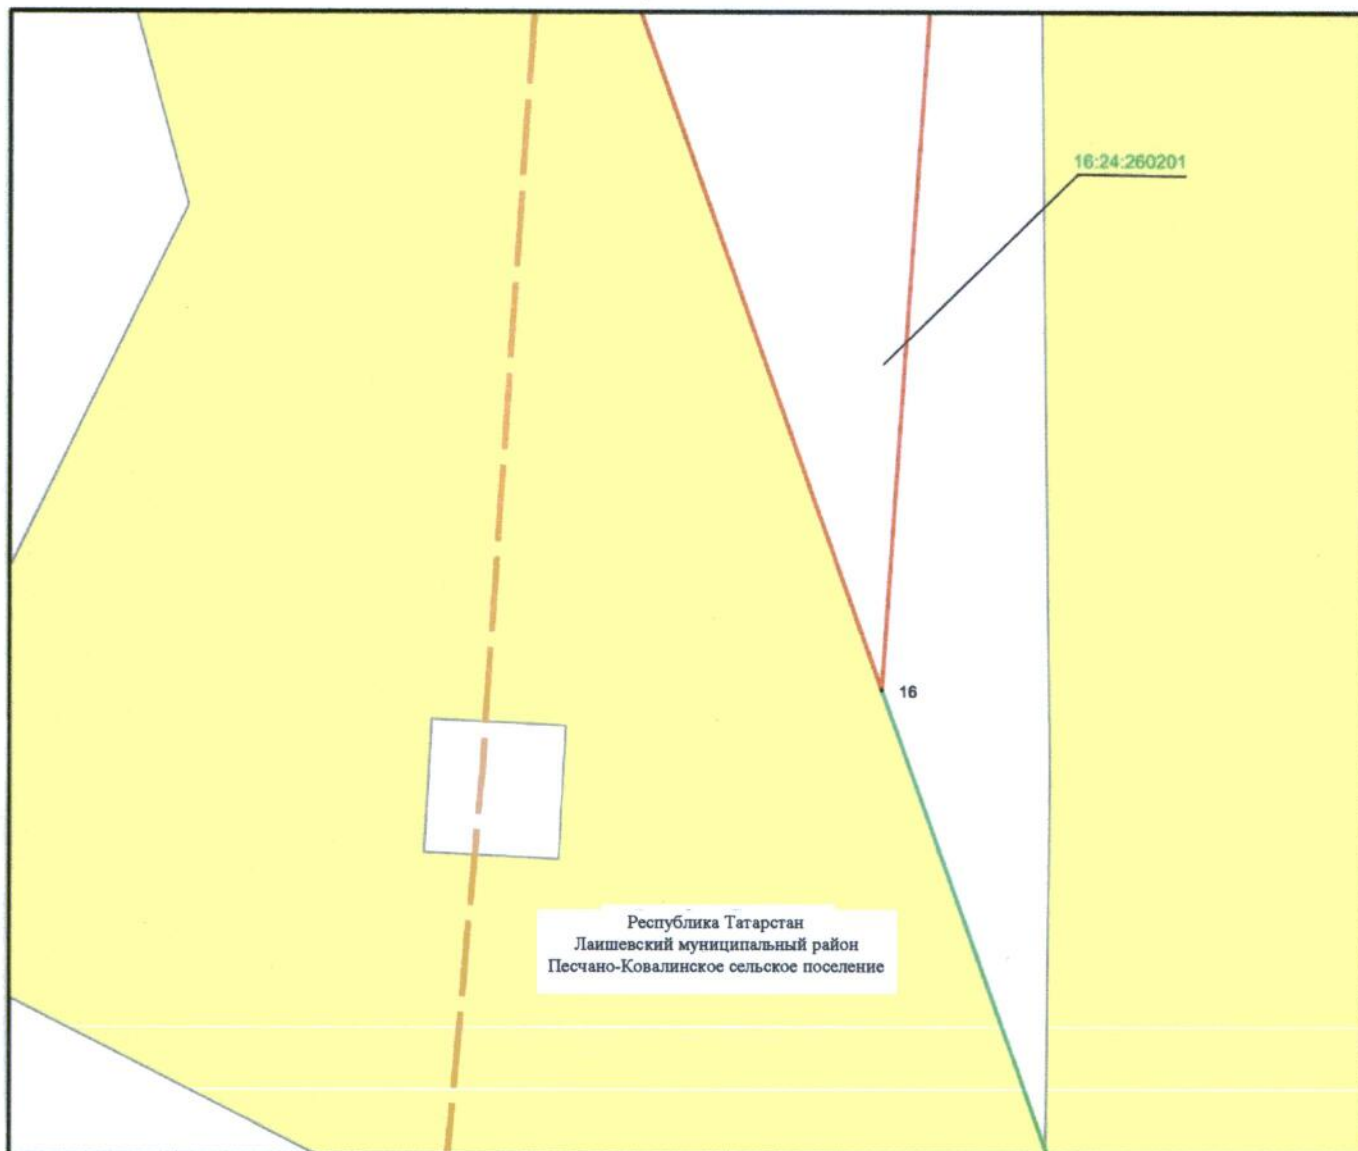 16:24:260201
16
Республика Татарстан
Лаишевский муниципальный район
Песчано-Ковалинское сельское поселение